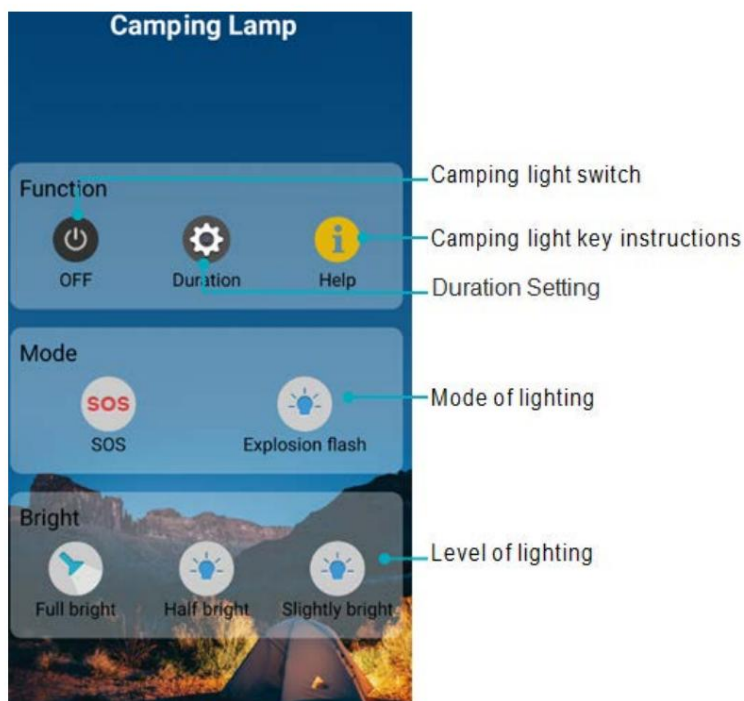 Camping Lamp
Camping light switch
Function
Camping light key instructions
OFF Duration Help
Duration Setting
Mode
SOS
Mode of lighting
SOS Explosion flash
Bright
Level of lighting
Full bright Half bright Slightly bright